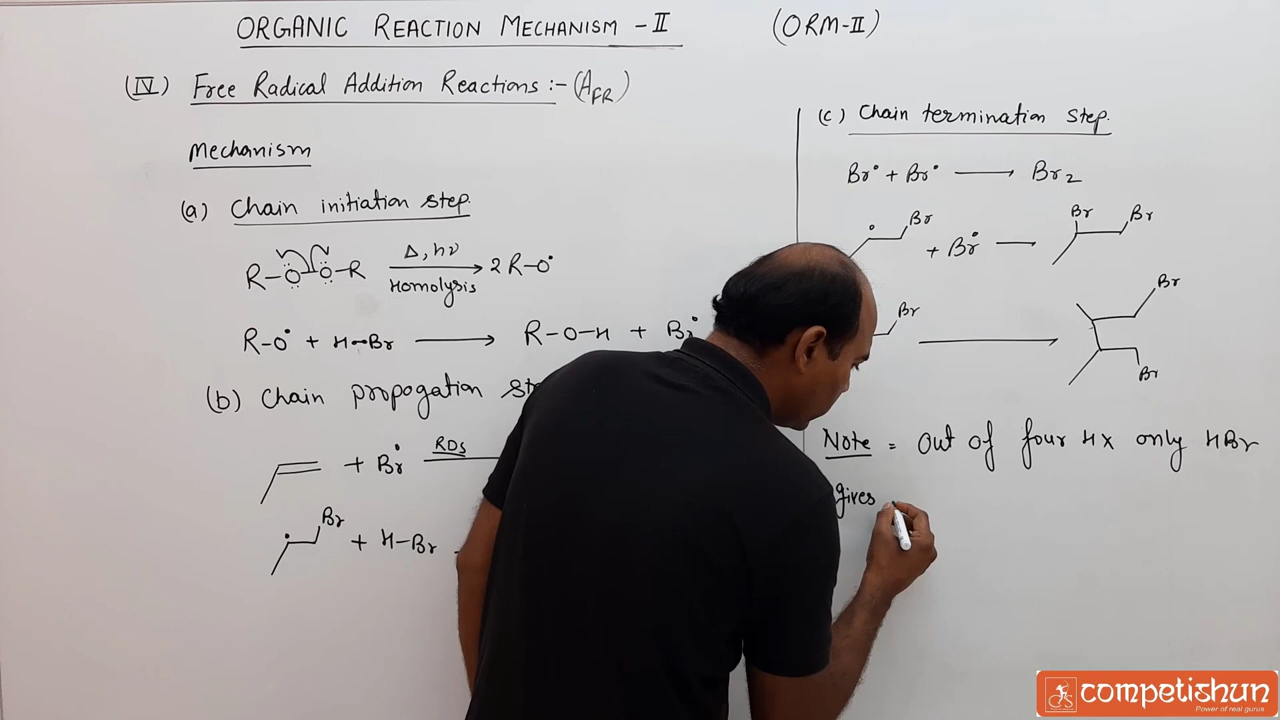 ORGANIC REACTION MECHANISM - II (ORM-II)
(IV) Free Radical Addition Reactions :- (AFR)
Mechanism
(a) Chain initiation step.
R-O-O-R Δ, hν Homolysis 2 R-O•
R-O• + H-Br ⟶ R-O-H + Br•
(b) Chain propogation
+ Br• RDS
Br + H-Br
(c) Chain termination step.
Br• + Br• ⟶ Br2
Br + Br• ⟶ Br Br
Br ⟶ Br Br
Note = Out of four HX only HBr
gives
competishun
Power of real gurus